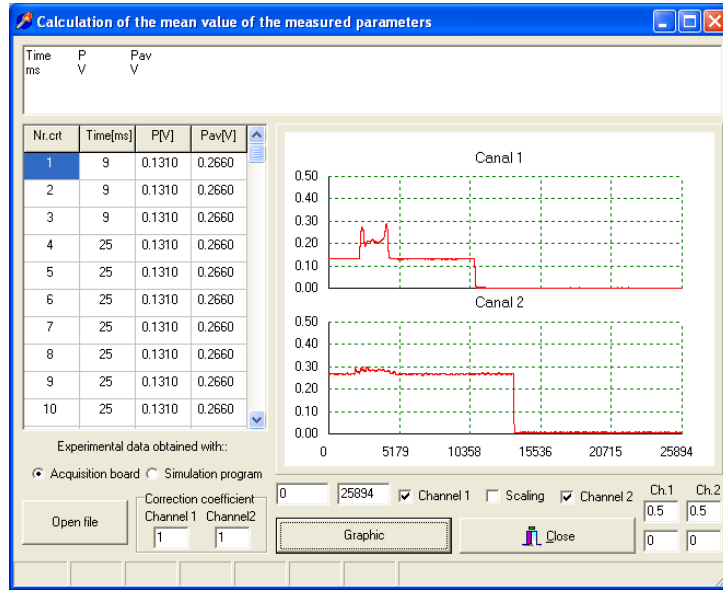 Calculation of the mean value of the measured parameters
Time P Pav
ms V V
Nr.crt Time[ms] P[V] Pav[V]
1 9 0.1310 0.2660
2 9 0.1310 0.2660
3 9 0.1310 0.2660
4 25 0.1310 0.2660
5 25 0.1310 0.2660
6 25 0.1310 0.2660
7 25 0.1310 0.2660
8 25 0.1310 0.2660
9 25 0.1310 0.2660
10 25 0.1310 0.2660
Canal 1
0.50
0.40
0.30
0.20
0.10
0.00
Canal 2
0.50
0.40
0.30
0.20
0.10
0.00
0 5179 10358 15536 20715 25894
Experimental data obtained with::
Acquisition board Simulation program
Open file
Correction coefficient
Channel 1 Channel2
1 1
0 25894 Channel 1 Scaling Channel 2
Graphic
Close
Ch.1 Ch.2
0.5 0.5
0 0